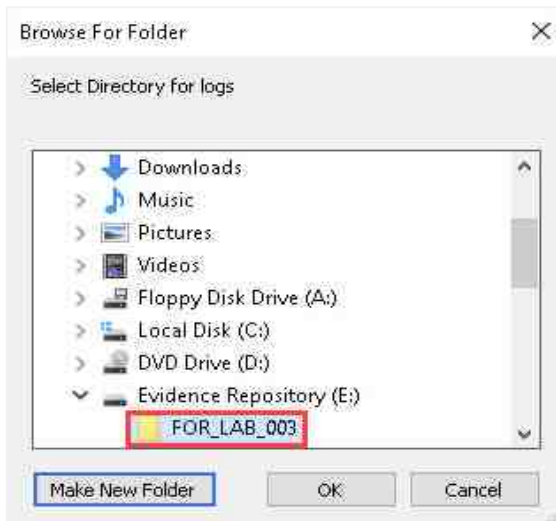 Browse For Folder
Select Directory for logs
Downloads
Music
Pictures
Videos
Floppy Disk Drive (A:)
Local Disk (C:)
DVD Drive (D:)
Evidence Repository (E:)
FOR_LAB_003
Make New Folder OK Cancel